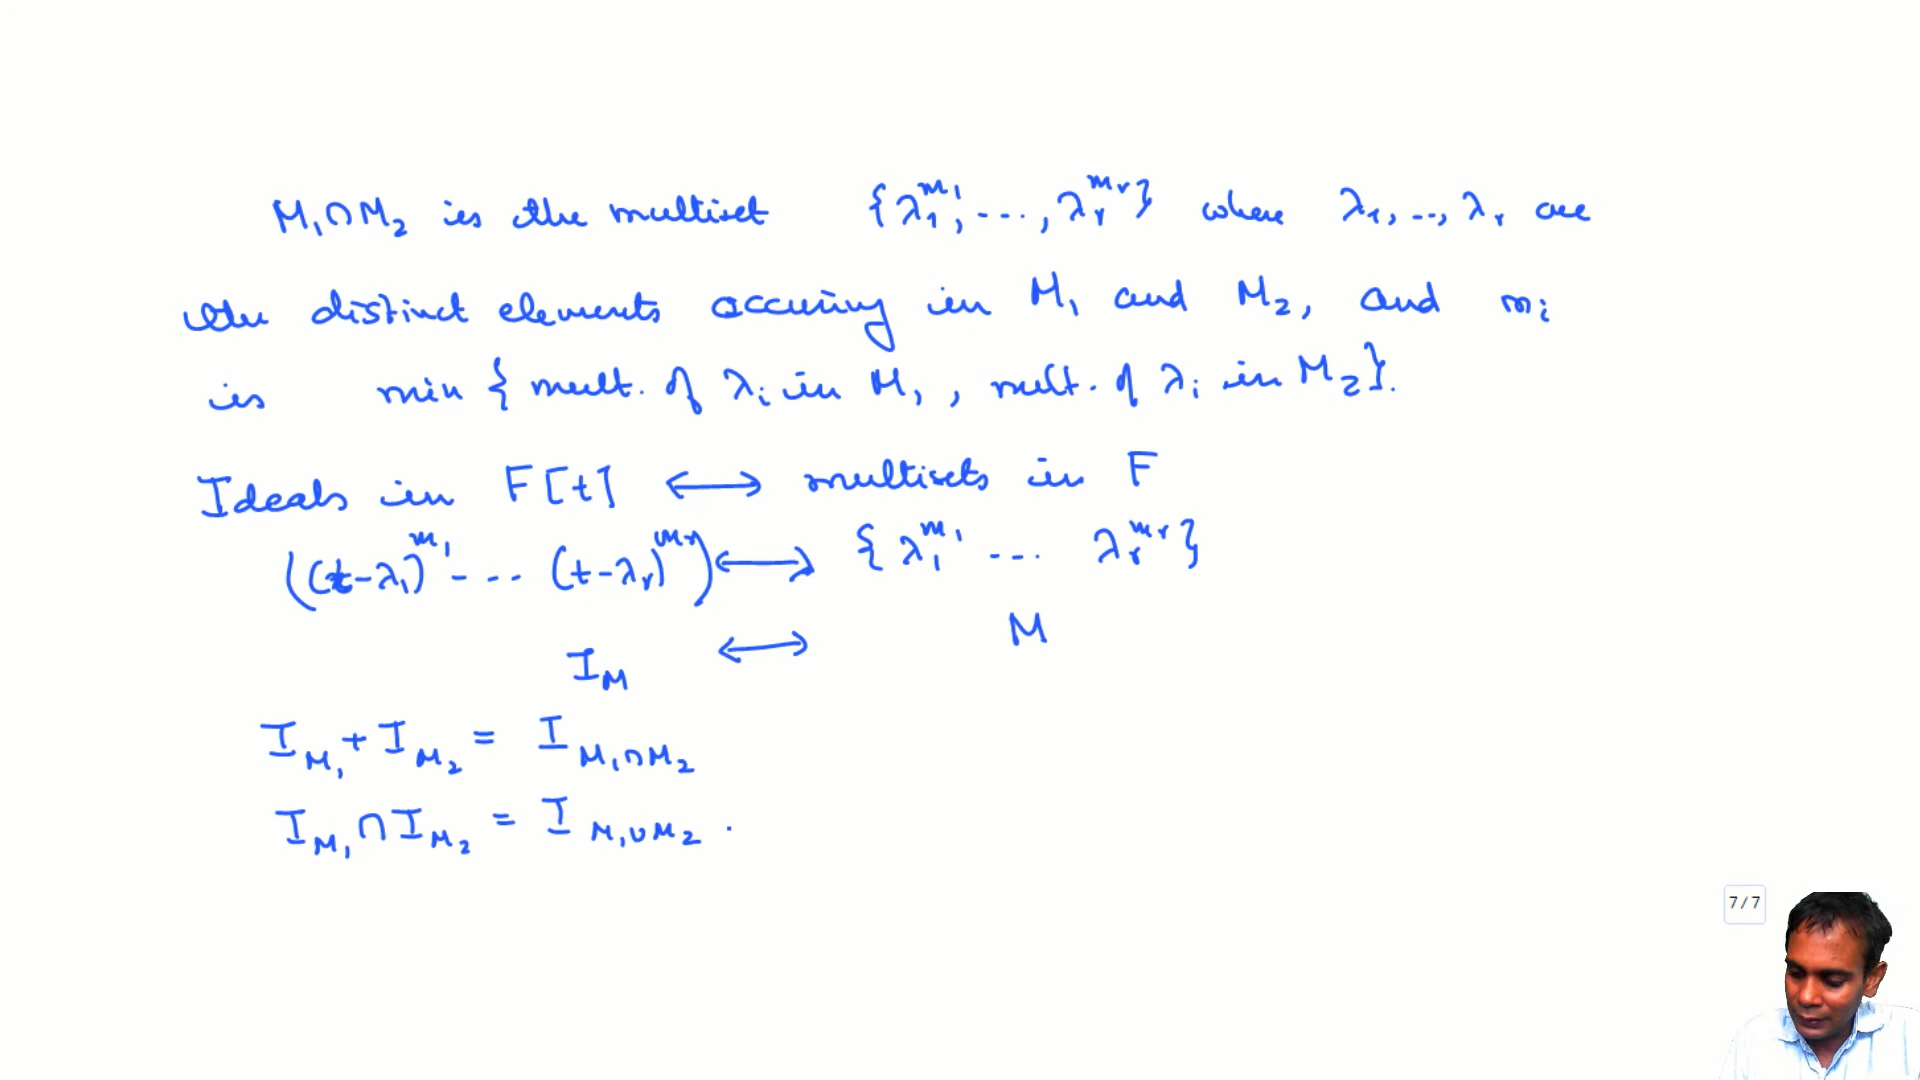 M₁∩M₂ is the multiset {λ₁^m₁, ..., λᵣ^mᵣ} where λ₁, .., λᵣ are
the distinct elements occuring in M₁ and M₂, and mᵢ
is min { mult. of λᵢ in M₁, mult. of λᵢ in M₂}.
Ideals in F[t] ⟷ multisets in F
((t-λ₁)^m₁ ... (t-λᵣ)^mᵣ) ⟷ {λ₁^m₁ ... λᵣ^mᵣ}
I_M ⟷ M
I_M₁ + I_M₂ = I_M₁∩M₂
I_M₁ ∩ I_M₂ = I_M₁∪M₂ .
7/7